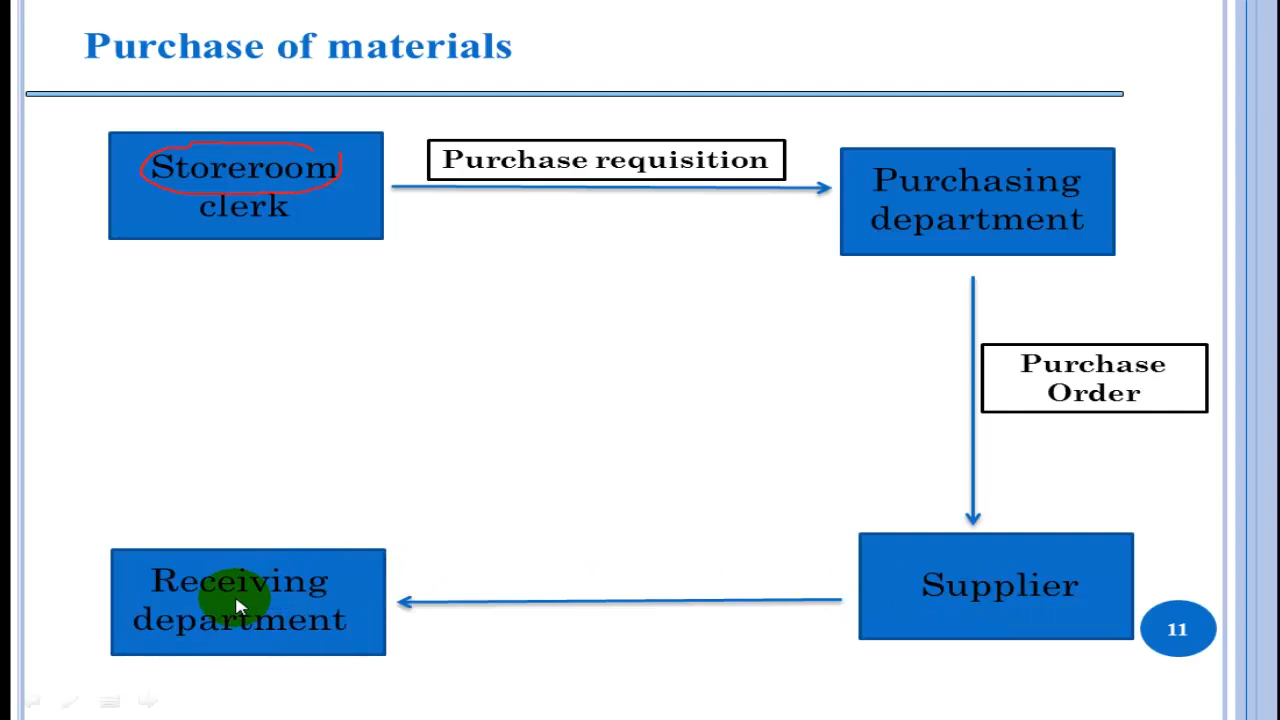 Purchase of materials
Storeroom
clerk
Purchase requisition
Purchasing
department
Purchase
Order
Receiving
department
Supplier
11